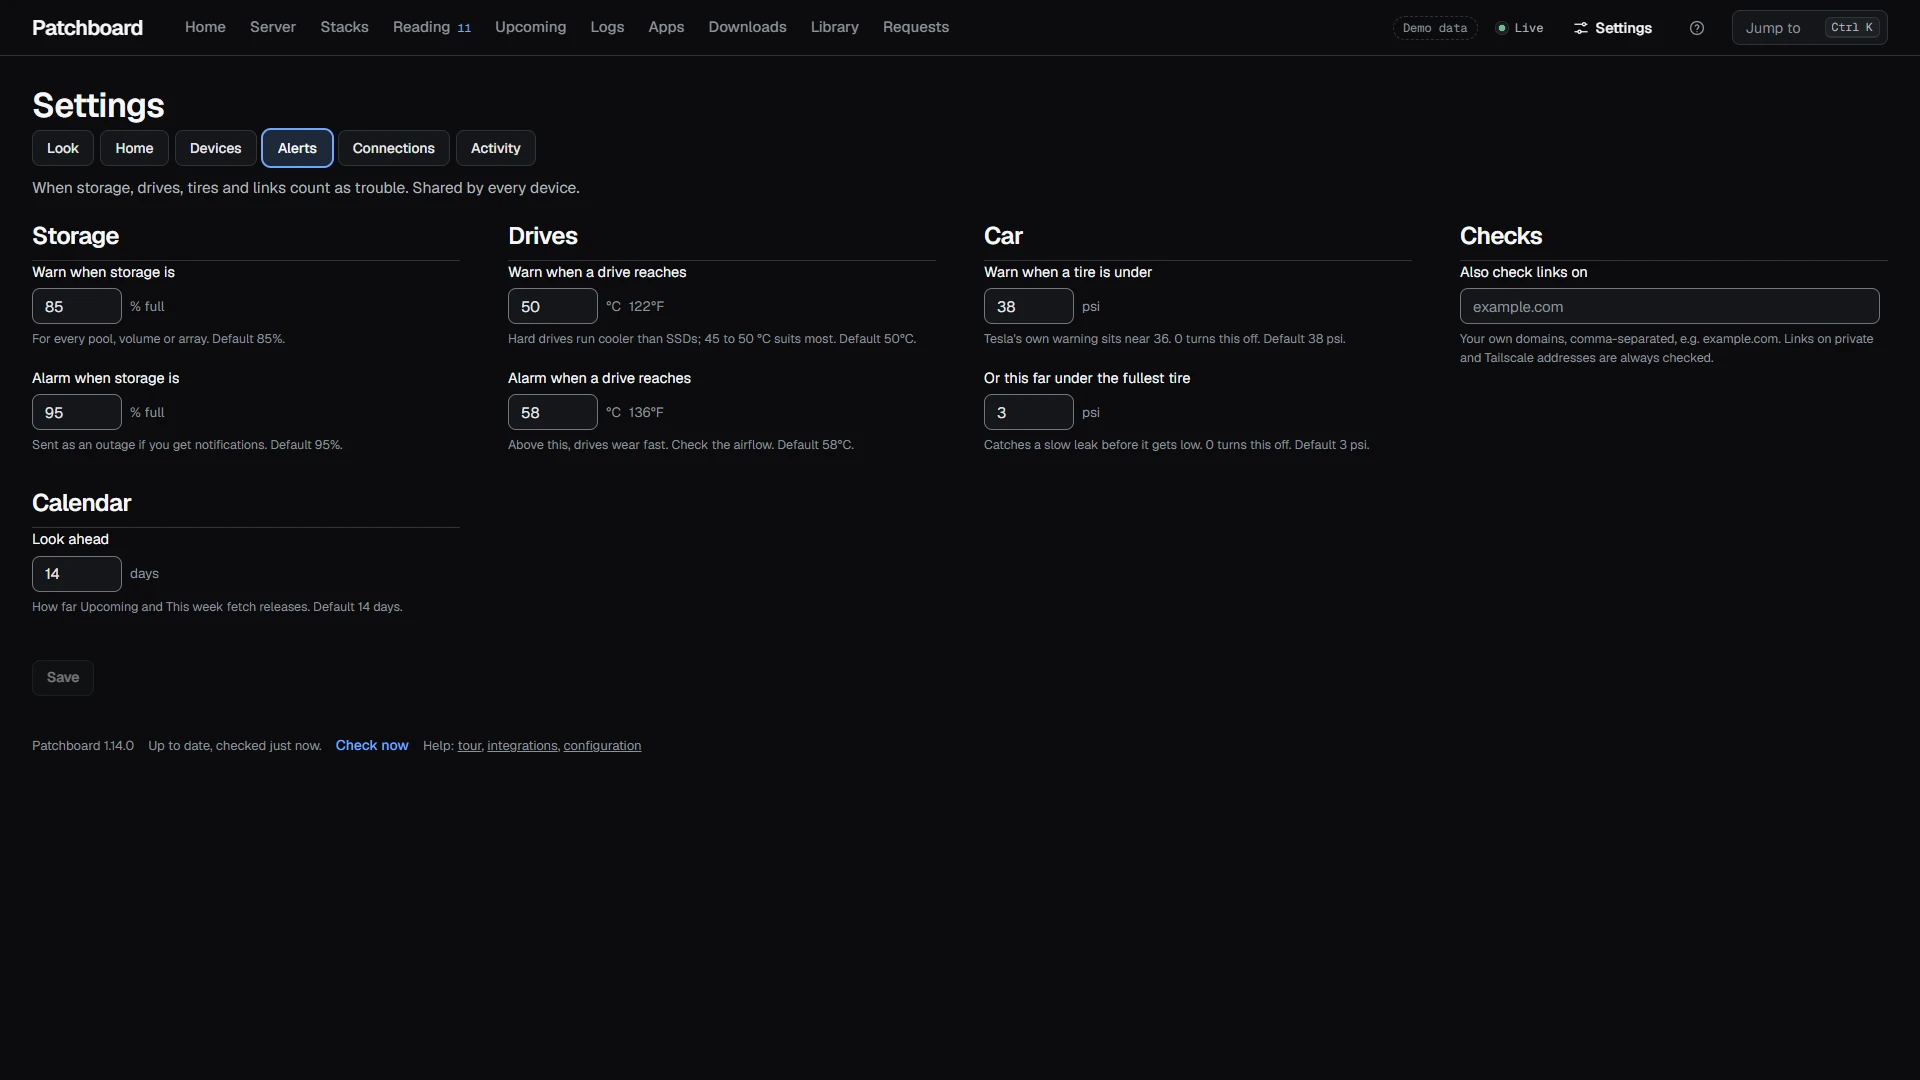 Patchboard Home Server Stacks Reading 11 Upcoming Logs Apps Downloads Library Requests Demo data Live Settings Jump to Ctrl K
Settings
Look Home Devices Alerts Connections Activity
When storage, drives, tires and links count as trouble. Shared by every device.
Storage
Warn when storage is
85 % full
For every pool, volume or array. Default 85%.
Alarm when storage is
95 % full
Sent as an outage if you get notifications. Default 95%.
Drives
Warn when a drive reaches
50 °C 122°F
Hard drives run cooler than SSDs; 45 to 50 °C suits most. Default 50°C.
Alarm when a drive reaches
58 °C 136°F
Above this, drives wear fast. Check the airflow. Default 58°C.
Car
Warn when a tire is under
38 psi
Tesla's own warning sits near 36. 0 turns this off. Default 38 psi.
Or this far under the fullest tire
3 psi
Catches a slow leak before it gets low. 0 turns this off. Default 3 psi.
Checks
Also check links on
example.com
Your own domains, comma-separated, e.g. example.com. Links on private
and Tailscale addresses are always checked.
Calendar
Look ahead
14 days
How far Upcoming and This week fetch releases. Default 14 days.
Save
Patchboard 1.14.0 Up to date, checked just now. Check now Help: tour, integrations, configuration